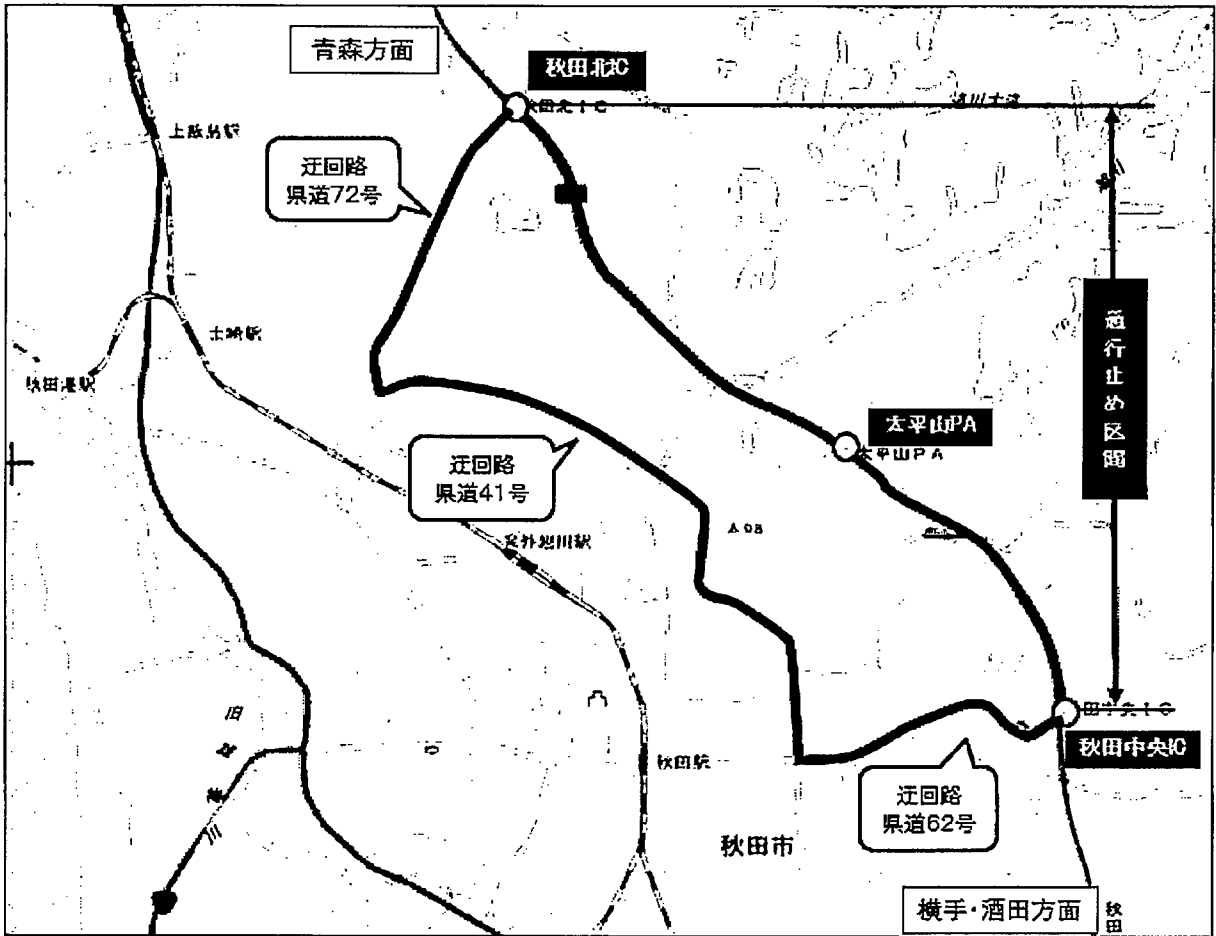 青森方面
秋田北IC
秋田北IC
上飯島駅
迂回路
県道72号
土崎駅
秋田港駅
通行止め区間
太平山PA
太平山PA
迂回路
県道41号
秋田駅
秋田中央IC
迂回路
県道62号
秋田市
横手・酒田方面
秋田